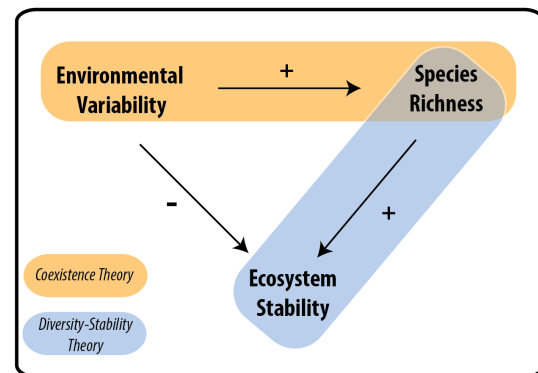 Environmental
Variability
+
Species
Richness
-
+
Ecosystem
Stability
Coexistence Theory
Diversity-Stability
Theory